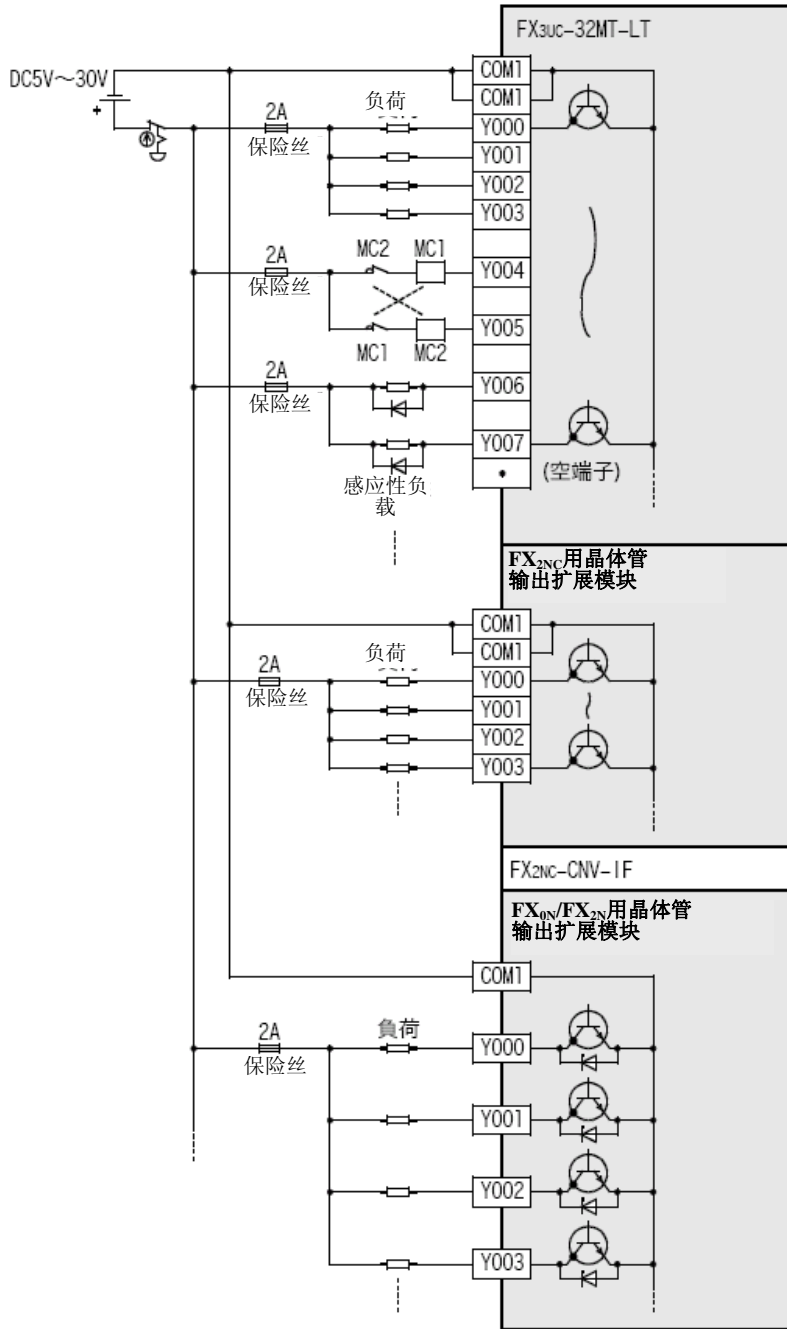 FX3UC-32MT-LT
COM1
DC5V～30V
COM1
+
2A
负荷
Y000
保险丝
Y001
Y002
Y003
2A
MC2
MC1
Y004
保险丝
Y005
MC1
MC2
2A
Y006
保险丝
Y007
•
(空端子)
感应性负
载
FX2NC用晶体管
输出扩展模块
COM1
COM1
2A
负荷
Y000
保险丝
Y001
Y002
Y003
FX2NC-CNV-IF
FX0N/FX2N用晶体管
输出扩展模块
COM1
2A
負荷
Y000
保险丝
Y001
Y002
Y003